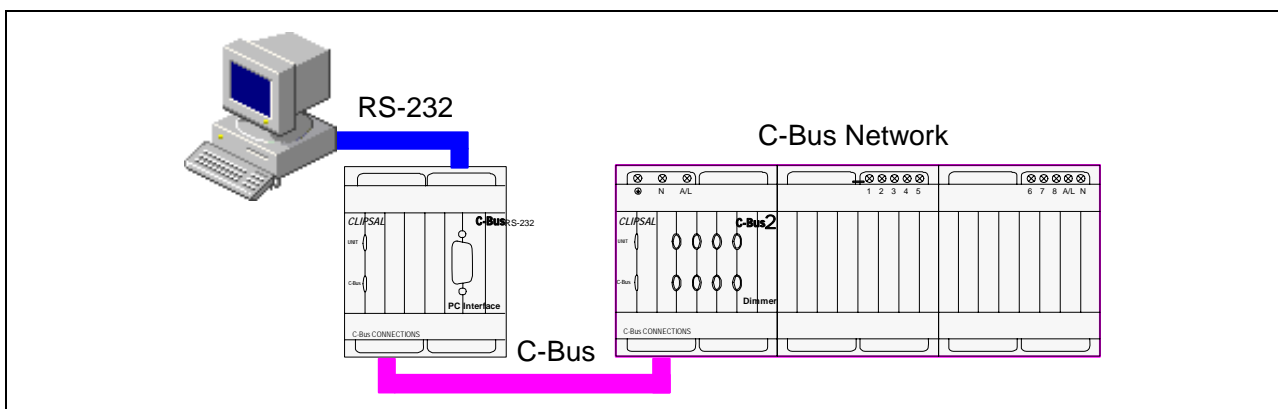 RS-232
C-Bus Network
CLIPSAL C-Bus RS-232
UNIT
C-Bus
PC Interface
C-Bus CONNECTIONS
N A/L
1 2 3 4 5
6 7 8 A/L N
CLIPSAL C-Bus2
UNIT
C-Bus
Dimmer
C-Bus CONNECTIONS
C-Bus